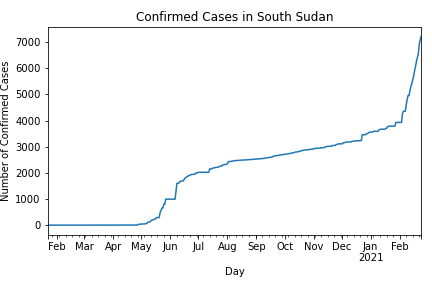 Confirmed Cases in South Sudan
Number of Confirmed Cases
7000
6000
5000
4000
3000
2000
1000
0
Feb Mar Apr May Jun Jul Aug Sep Oct Nov Dec Jan Feb
2021
Day